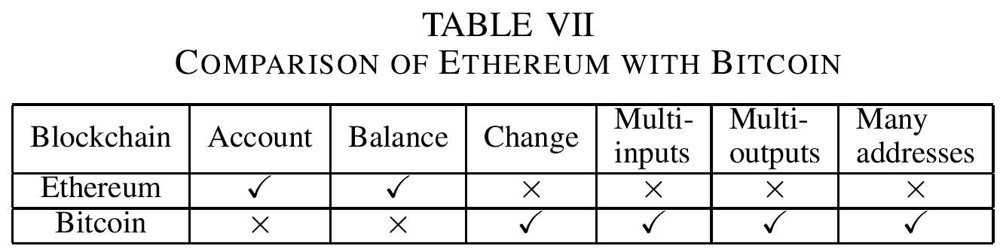 TABLE VII
COMPARISON OF ETHEREUM WITH BITCOIN
Blockchain Account Balance Change Multi-inputs Multi-outputs Many addresses
Ethereum ✓ ✓ × × × ×
Bitcoin × × ✓ ✓ ✓ ✓